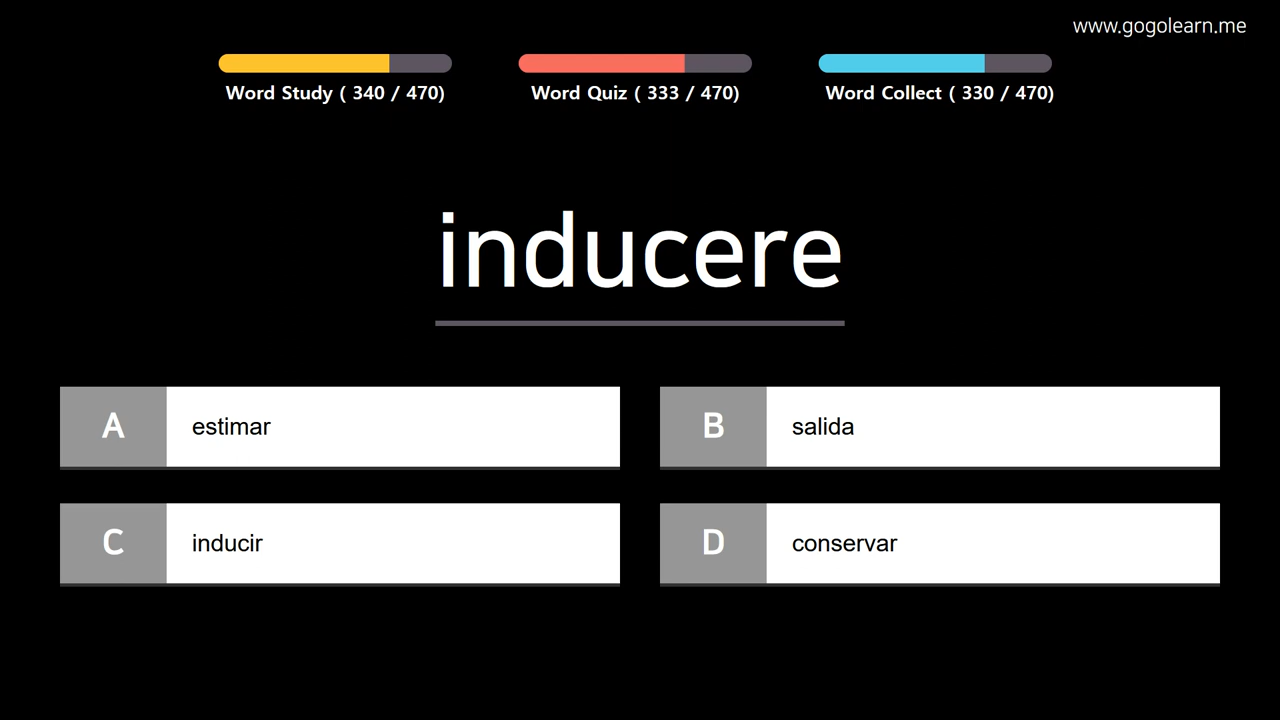 www.gogolearn.me
Word Study ( 340 / 470)
Word Quiz ( 333 / 470)
Word Collect ( 330 / 470)
inducere
A estimar
B salida
C inducir
D conservar